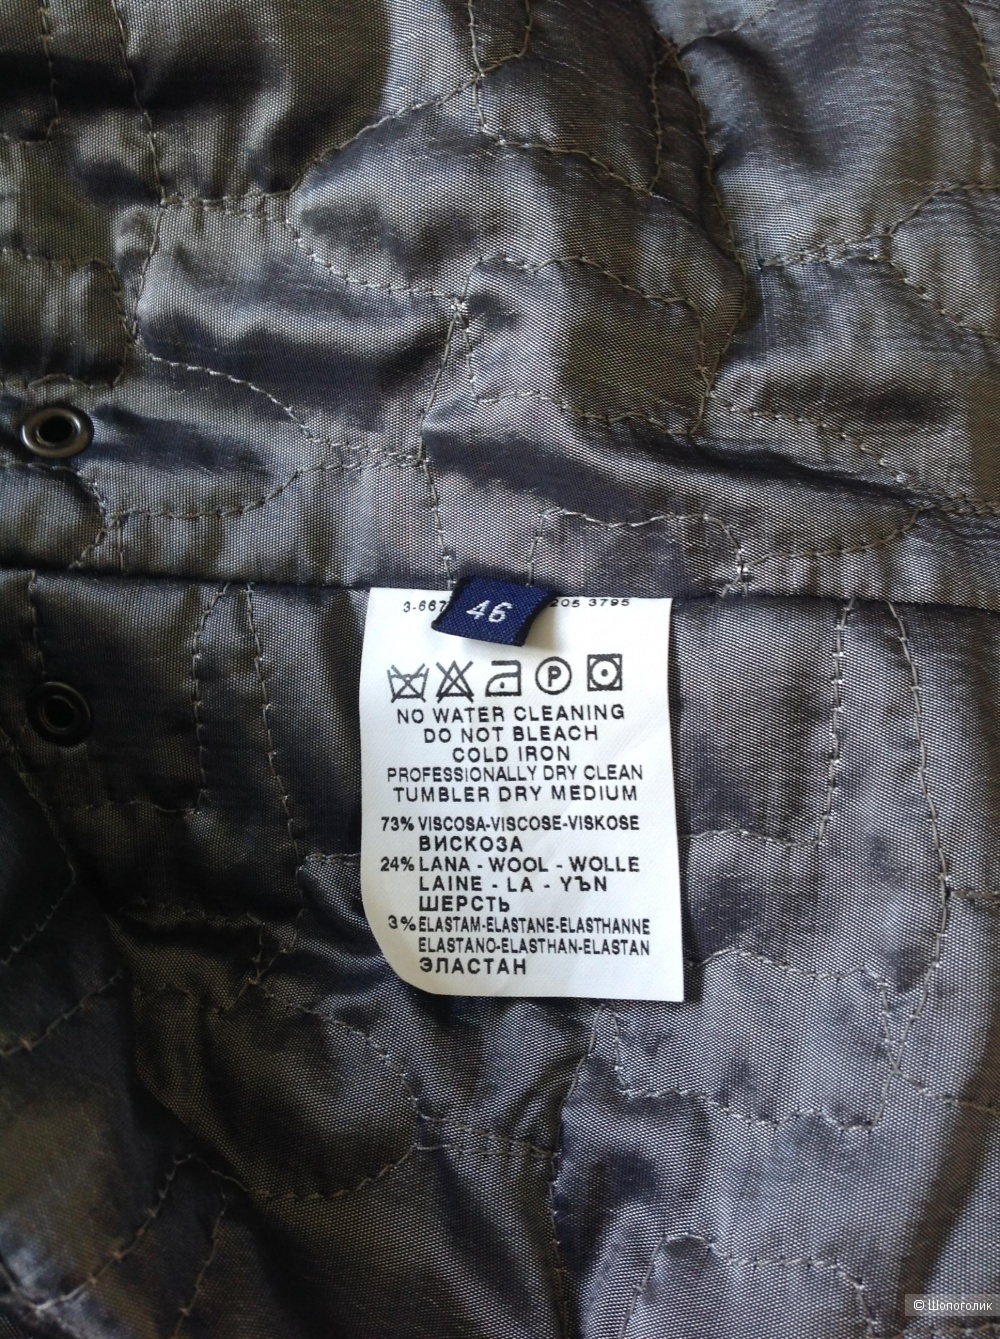 3-667 46 205 3795
P
NO WATER CLEANING
DO NOT BLEACH
COLD IRON
PROFESSIONALLY DRY CLEAN
TUMBLER DRY MEDIUM
73% VISCOSA-VISCOSE-VISKOSE
ВИСКОЗА
24% LANA - WOOL - WOLLE
LAINE - LA - YЪN
ШЕРСТЬ
3% ELASTAM-ELASTANE-ELASTHANNE
ELASTANO-ELASTHAN-ELASTAN
ЭЛАСТАН
© Шопоголик